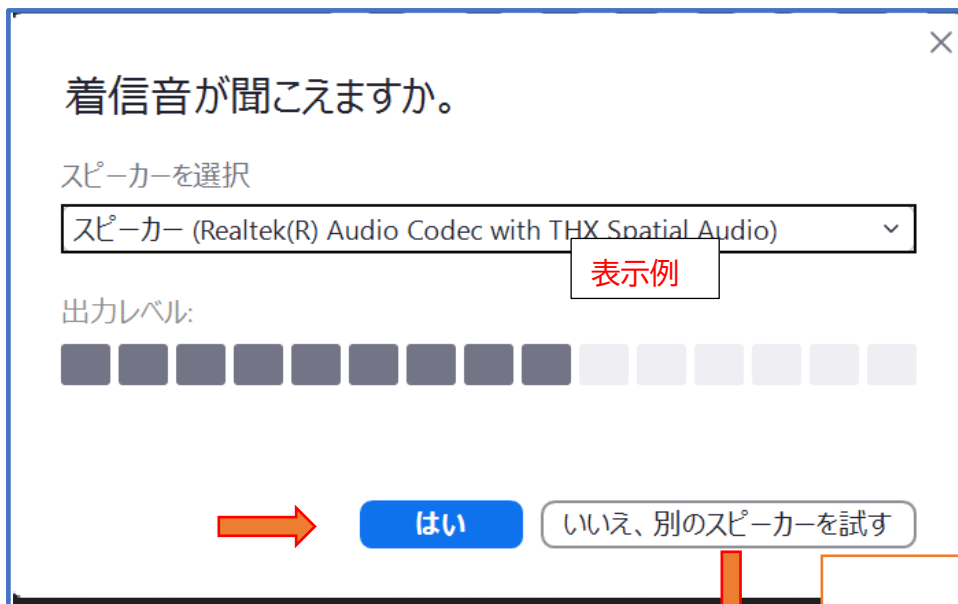 着信音が聞こえますか。
スピーカーを選択
スピーカー (Realtek(R) Audio Codec with THX Spatial Audio)
表示例
出力レベル:
はい
いいえ、別のスピーカーを試す